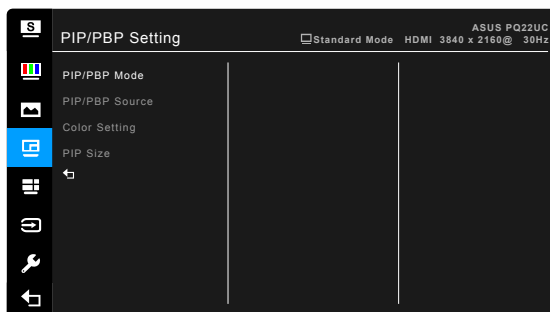 S
ASUS PQ22UC
PIP/PBP Setting
Standard Mode HDMI 3840 x 2160@ 30Hz
PIP/PBP Mode
PIP/PBP Source
Color Setting
PIP Size